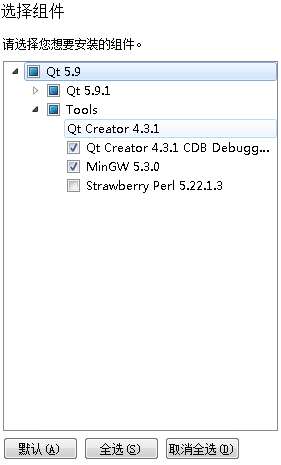 选择组件
请选择您想要安装的组件。
Qt 5.9
Qt 5.9.1
Tools
Qt Creator 4.3.1
Qt Creator 4.3.1 CDB Debugg...
MinGW 5.3.0
Strawberry Perl 5.22.1.3
默认(A) 全选(S) 取消全选(D)